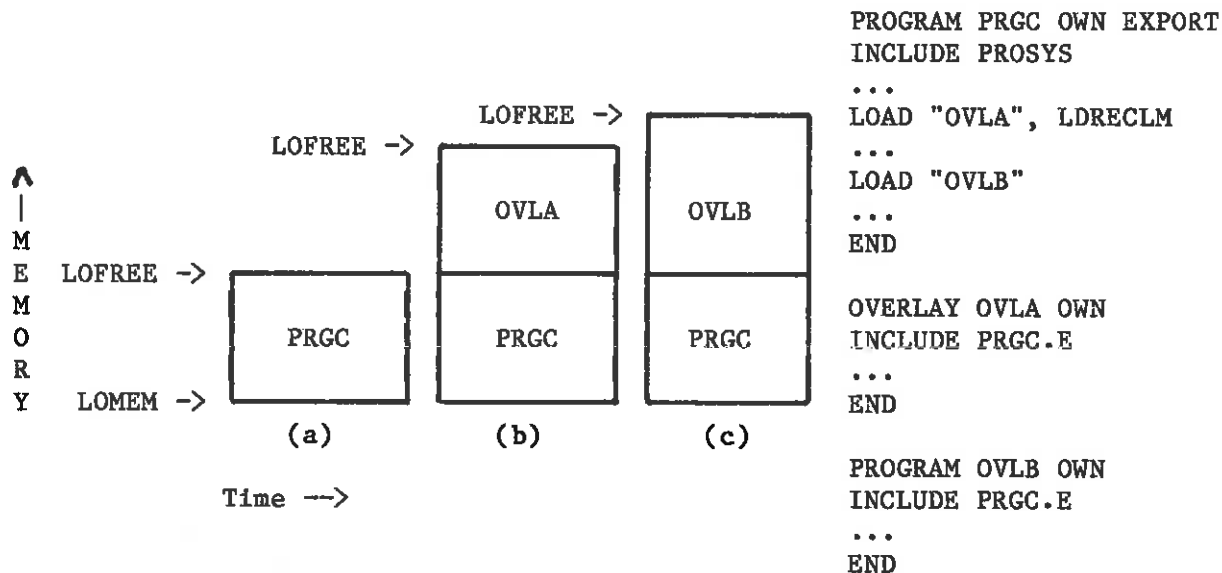 PROGRAM PRGC OWN EXPORT
INCLUDE PROSYS
...
LOAD "OVLA", LDRECLM
...
LOAD "OVLB"
...
END
OVERLAY OVLA OWN
INCLUDE PRGC.E
...
END
PROGRAM OVLB OWN
INCLUDE PRGC.E
...
END
LOFREE ->
LOFREE ->
OVLA
OVLB
<—MEMORY
LOFREE ->
PRGC
PRGC
PRGC
LOMEM ->
(a)
(b)
(c)
Time -->